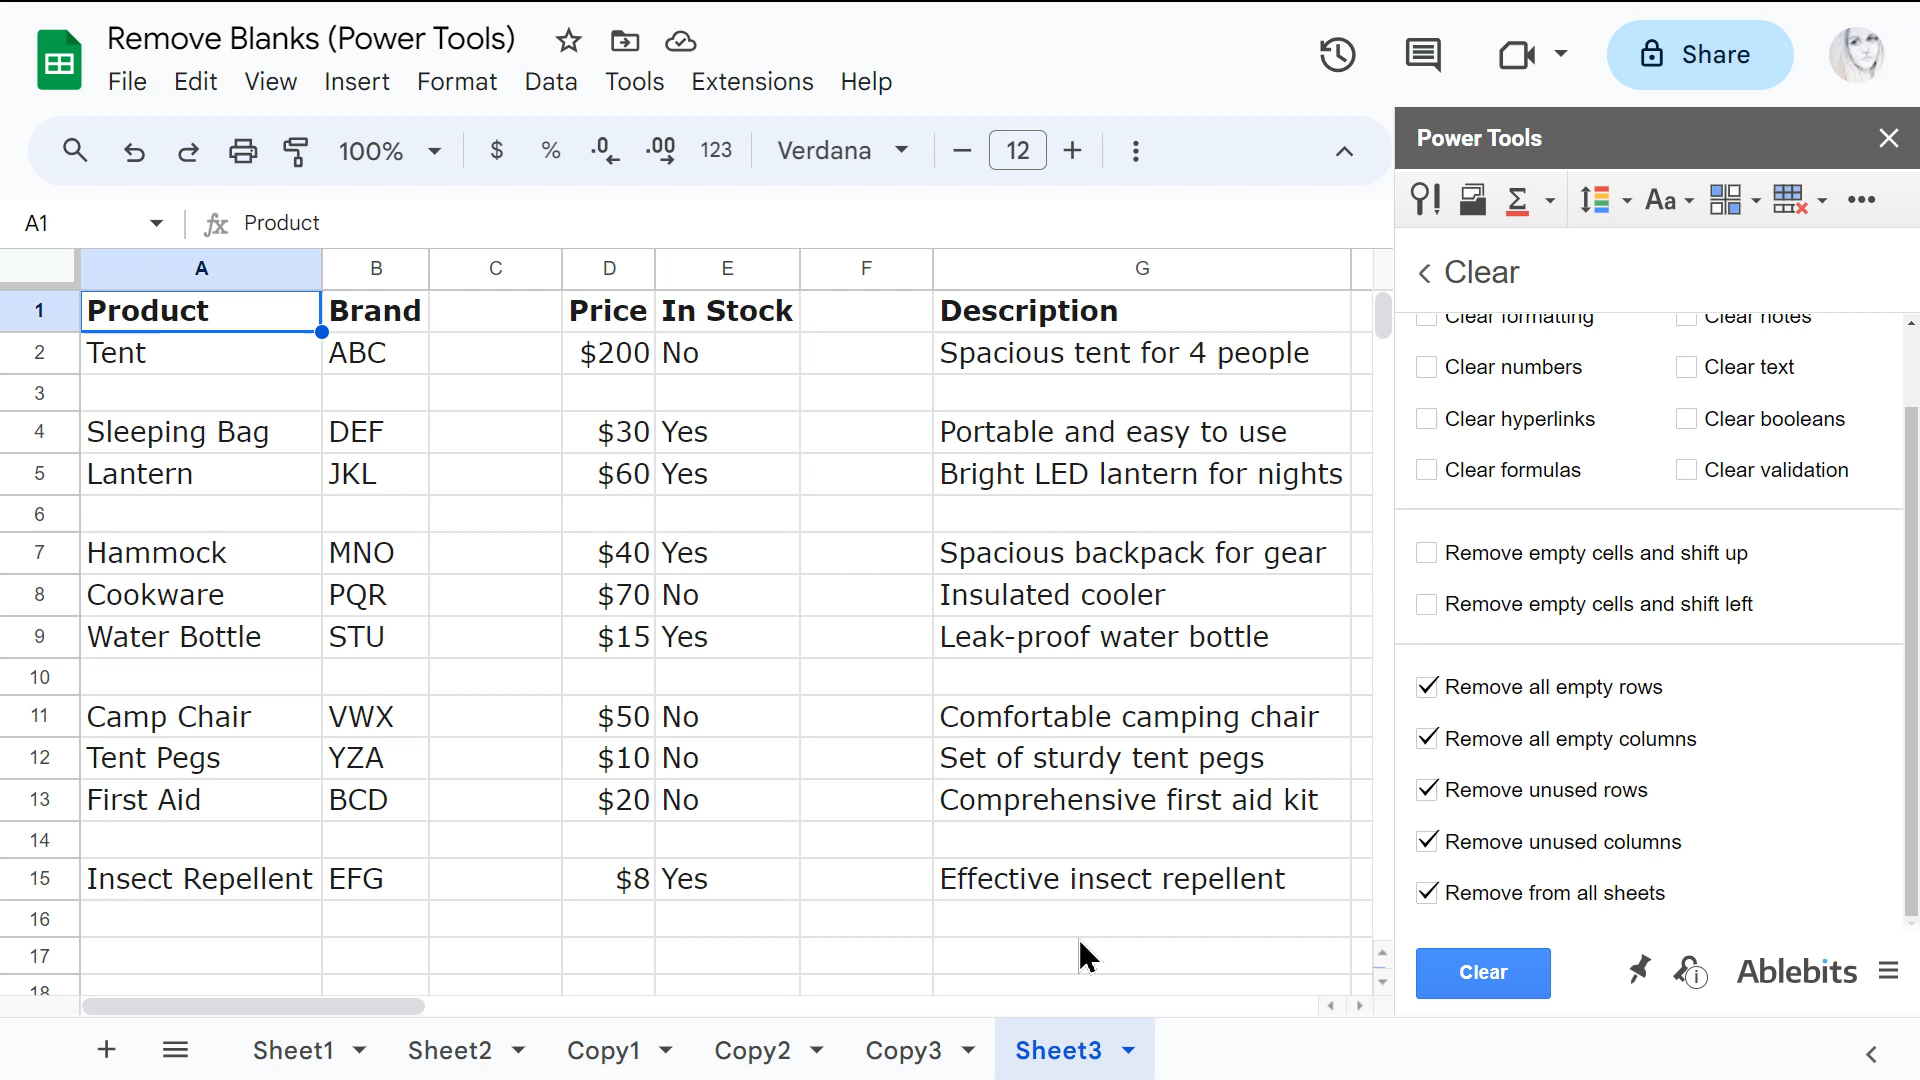 Remove Blanks (Power Tools)
File Edit View Insert Format Data Tools Extensions Help
Share
100% $ % .0 .00 123 Verdana 12
Power Tools
A1 Product
Σ Aa
Clear
A B C D E F G
1 Product Brand Price In Stock Description
2 Tent ABC $200 No Spacious tent for 4 people
3
4 Sleeping Bag DEF $30 Yes Portable and easy to use
5 Lantern JKL $60 Yes Bright LED lantern for nights
6
7 Hammock MNO $40 Yes Spacious backpack for gear
8 Cookware PQR $70 No Insulated cooler
9 Water Bottle STU $15 Yes Leak-proof water bottle
10
11 Camp Chair VWX $50 No Comfortable camping chair
12 Tent Pegs YZA $10 No Set of sturdy tent pegs
13 First Aid BCD $20 No Comprehensive first aid kit
14
15 Insect Repellent EFG $8 Yes Effective insect repellent
16
17
18
Clear formatting Clear notes
Clear numbers Clear text
Clear hyperlinks Clear booleans
Clear formulas Clear validation
Remove empty cells and shift up
Remove empty cells and shift left
Remove all empty rows
Remove all empty columns
Remove unused rows
Remove unused columns
Remove from all sheets
Clear Ablebits
Sheet1 Sheet2 Copy1 Copy2 Copy3 Sheet3